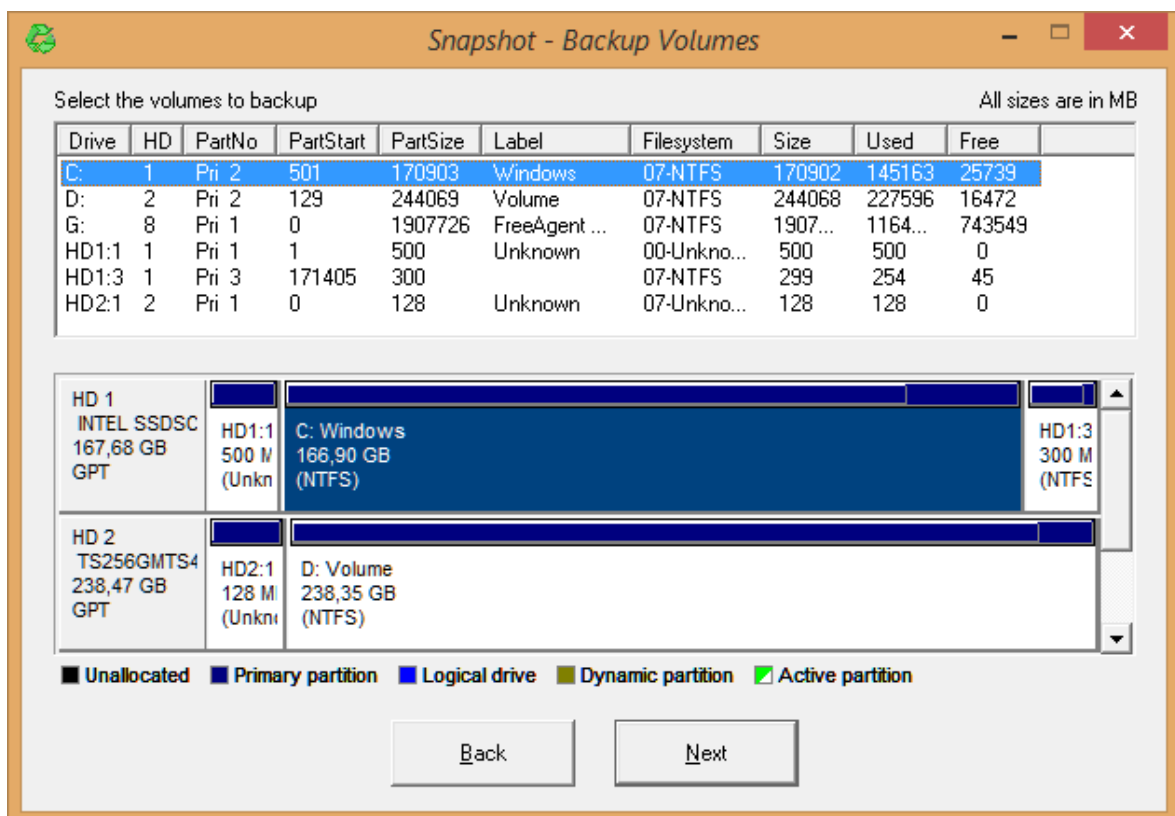 Snapshot - Backup Volumes
Select the volumes to backup All sizes are in MB
Drive HD PartNo PartStart PartSize Label Filesystem Size Used Free
C: 1 Pri 2 501 170903 Windows 07-NTFS 170902 145163 25739
D: 2 Pri 2 129 244069 Volume 07-NTFS 244068 227596 16472
G: 8 Pri 1 0 1907726 FreeAgent ... 07-NTFS 1907... 1164... 743549
HD1:1 1 Pri 1 1 500 Unknown 00-Unkno... 500 500 0
HD1:3 1 Pri 3 171405 300 07-NTFS 299 254 45
HD2:1 2 Pri 1 0 128 Unknown 07-Unkno... 128 128 0
HD 1
INTEL SSDSC
167,68 GB
GPT
HD1:1
500 M
(Unkn
C: Windows
166,90 GB
(NTFS)
HD1:3
300 M
(NTFS
HD 2
TS256GMTS4
238,47 GB
GPT
HD2:1
128 M
(Unkn
D: Volume
238,35 GB
(NTFS)
Unallocated Primary partition Logical drive Dynamic partition Active partition
Back Next